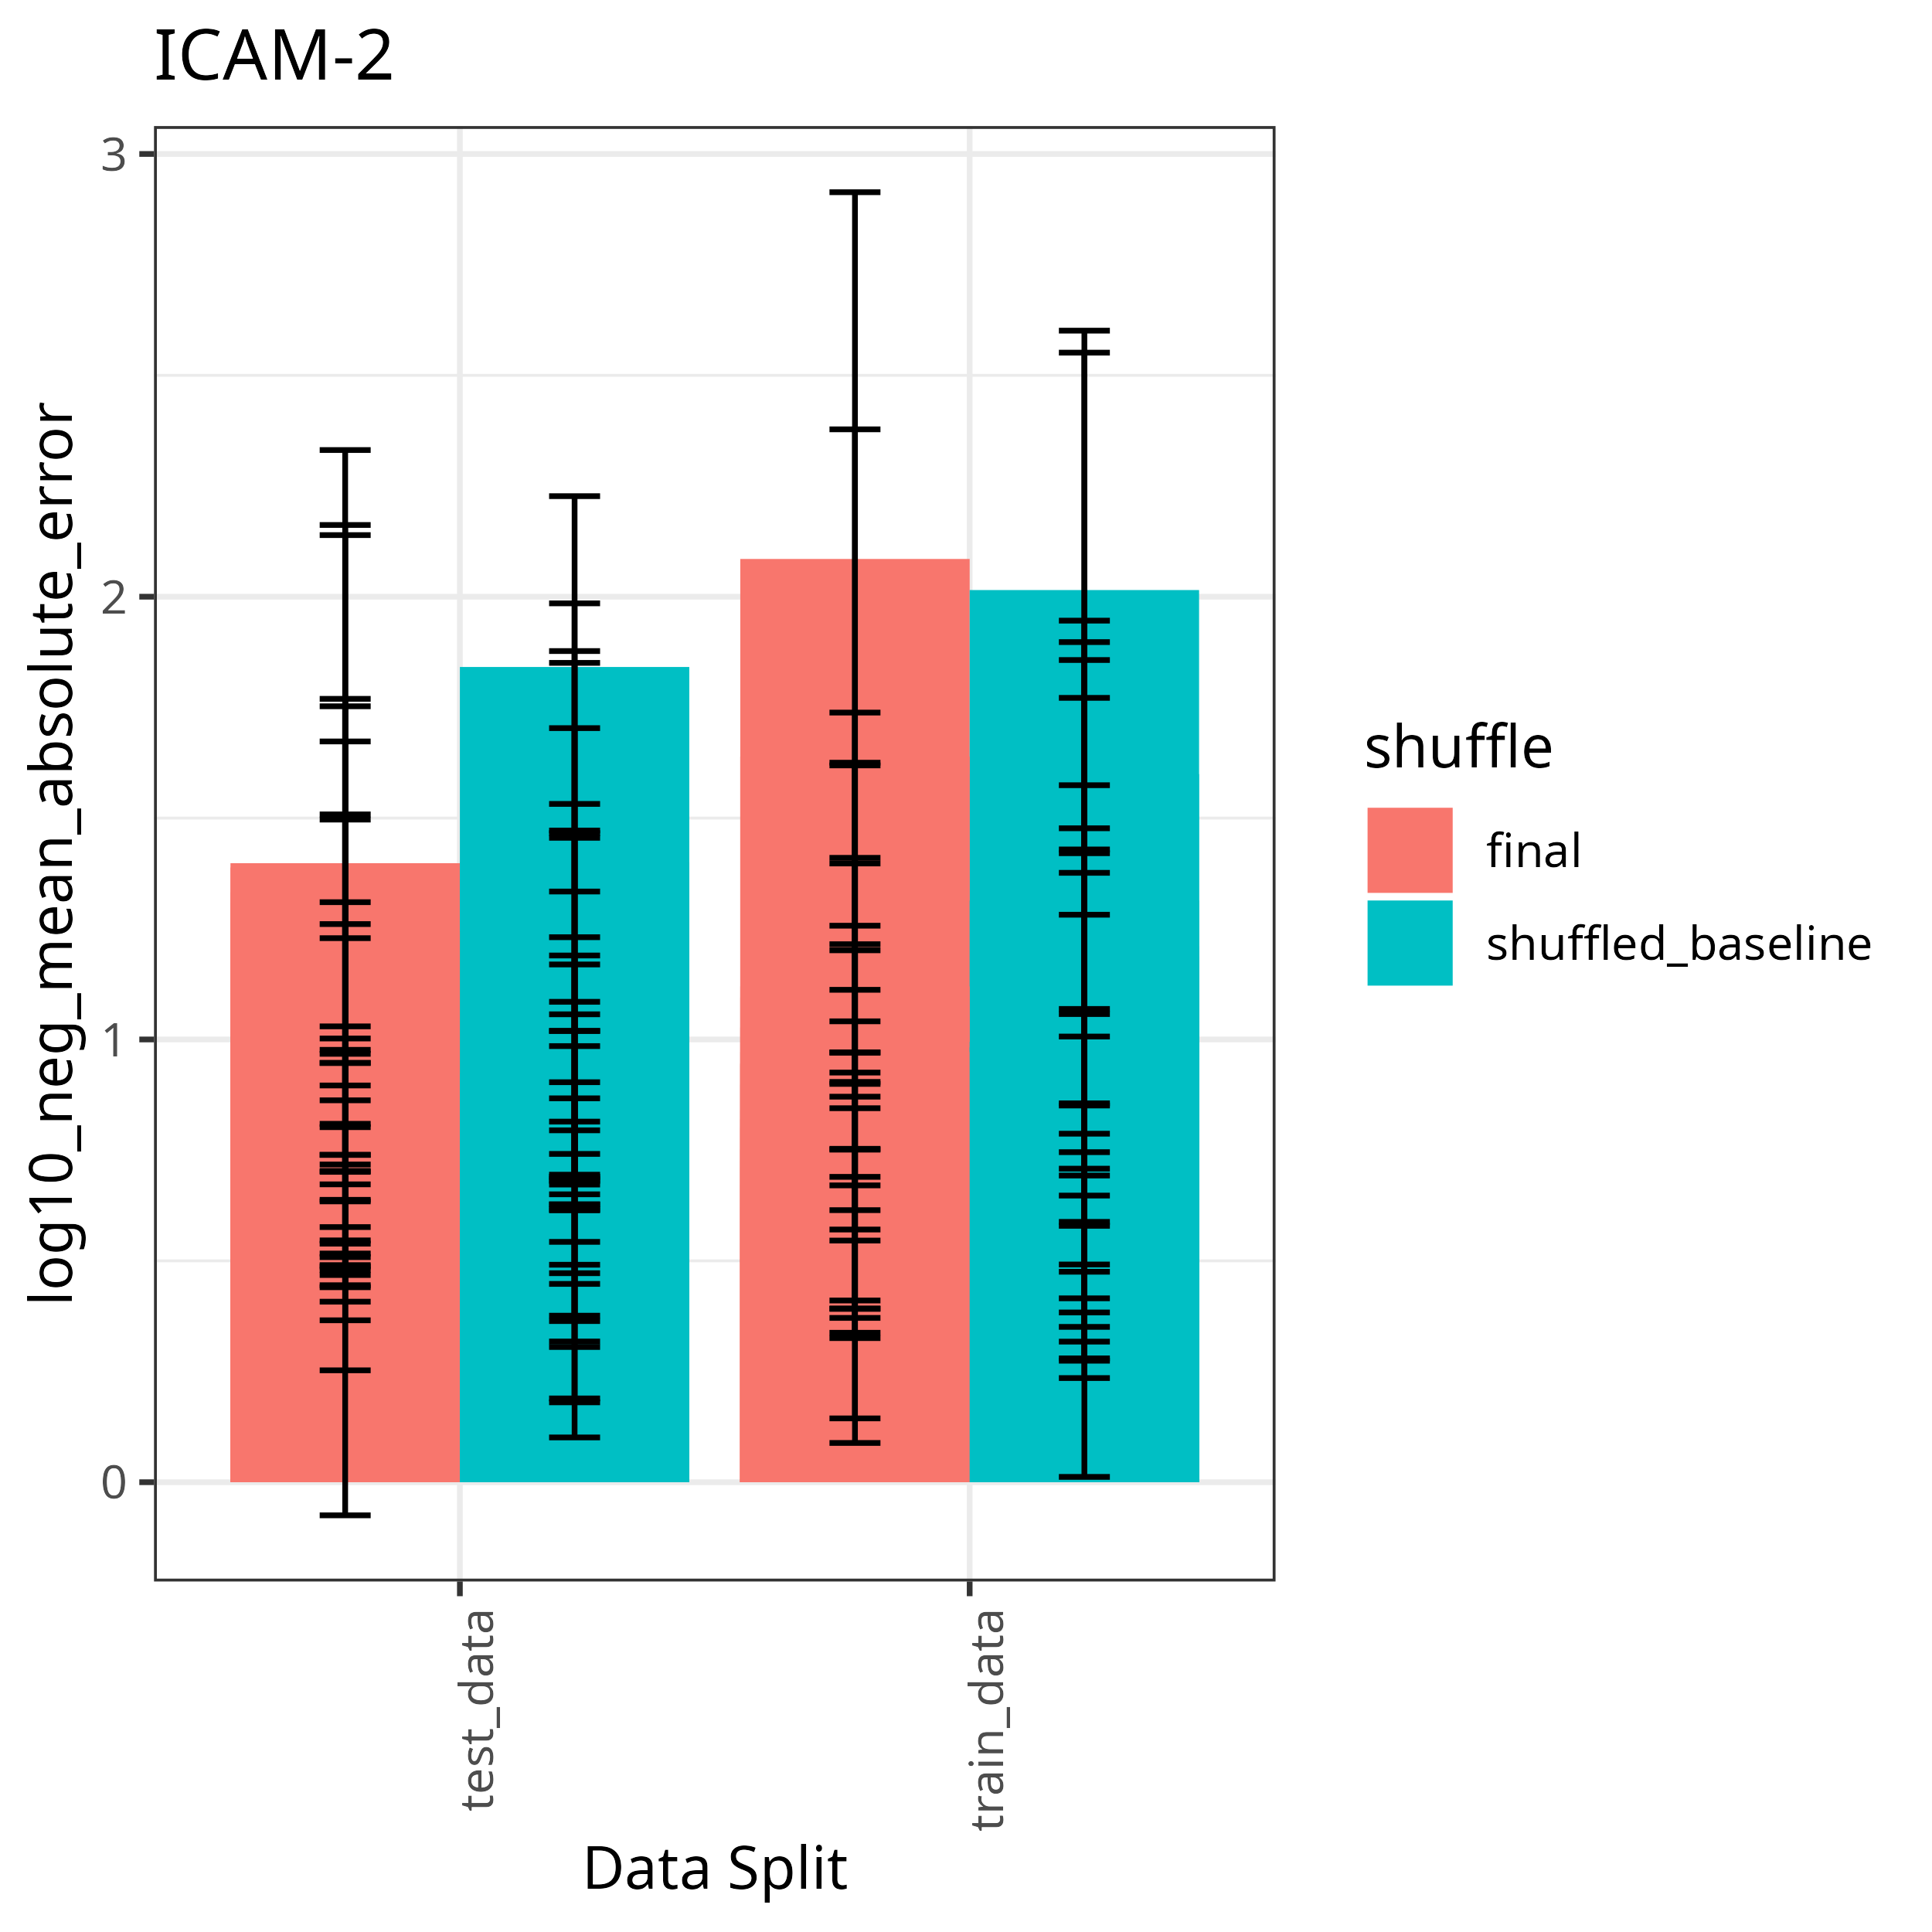 ICAM-2
log10_neg_mean_absolute_error
3
2
1
0
test_data
train_data
Data Split
shuffle
final
shuffled_baseline